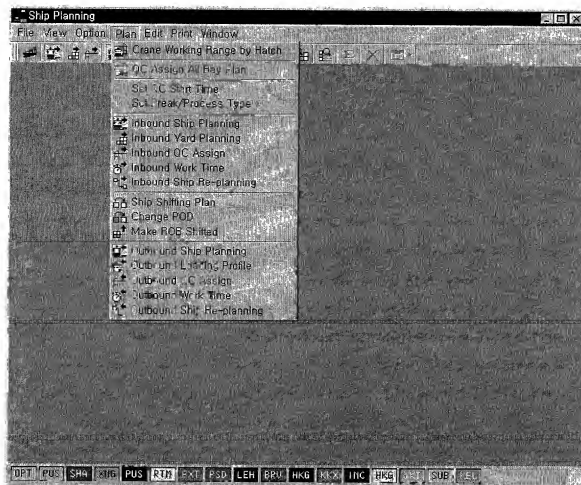 Ship Planning
File View Option Plan Edit Print Window
Crane Working Range by Hatch
QC Assign All Bay Plan
Set QC Start Time
Set Break/Process Type
Inbound Ship Planning
Inbound Yard Planning
Inbound QC Assign
Inbound Work Time
Inbound Ship Re-planning
Ship Shifting Plan
Change POD
Make ROB Shifted
Outbound Ship Planning
Outbound Loading Profile
Outbound QC Assign
Outbound Work Time
Outbound Ship Re-planning
OPT PUS SHA PUS RTM PSD LEH HKG INC HKG SUB